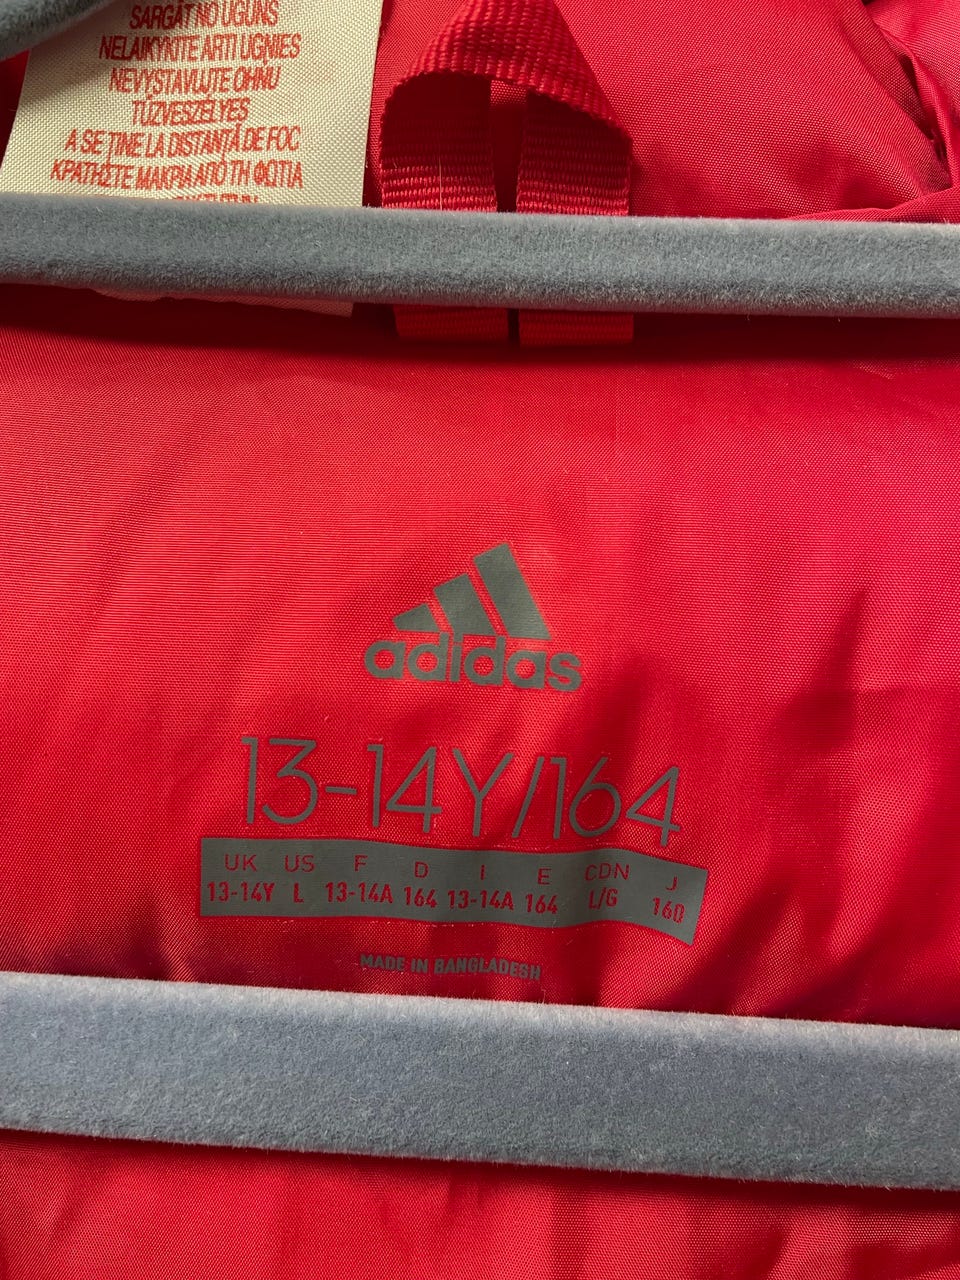 SARGĀT NO UGUNS
NELAIKYKITE ARTI UGNIES
NEVYSTAVUJTE OHŇU
TŰZVESZÉLYES
A SE ȚINE LA DISTANȚĂ DE FOC
ΚΡΑΤΗΣΤΕ ΜΑΚΡΙΑ ΑΠΟ ΤΗ ΦΩΤΙΑ
adidas
13-14Y/164
UK US F D I E CDN J
13-14Y L 13-14A 164 13-14A 164 L/G 160
MADE IN BANGLADESH